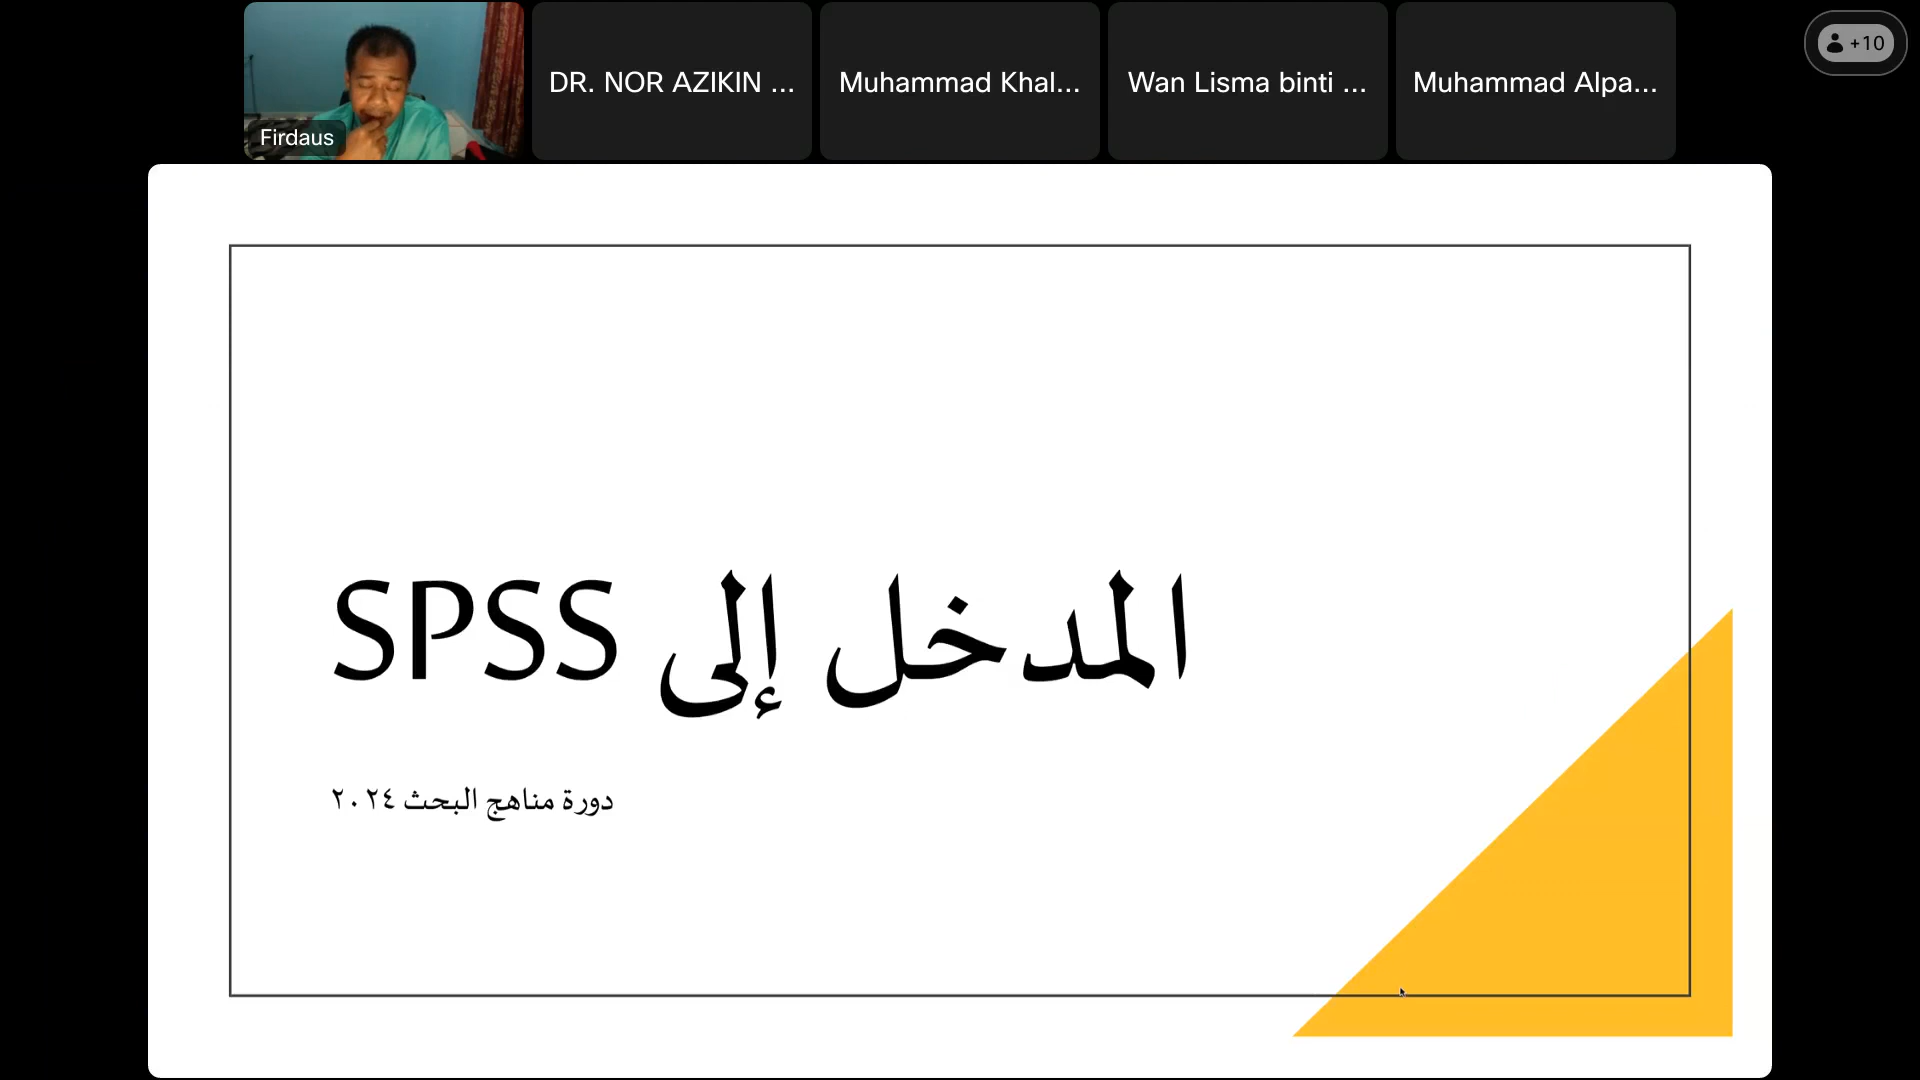 Firdaus
DR. NOR AZIKIN ...
Muhammad Khal...
Wan Lisma binti ...
Muhammad Alpa...
+10
المدخل إلى SPSS
دورة مناهج البحث ٢٠٢٤